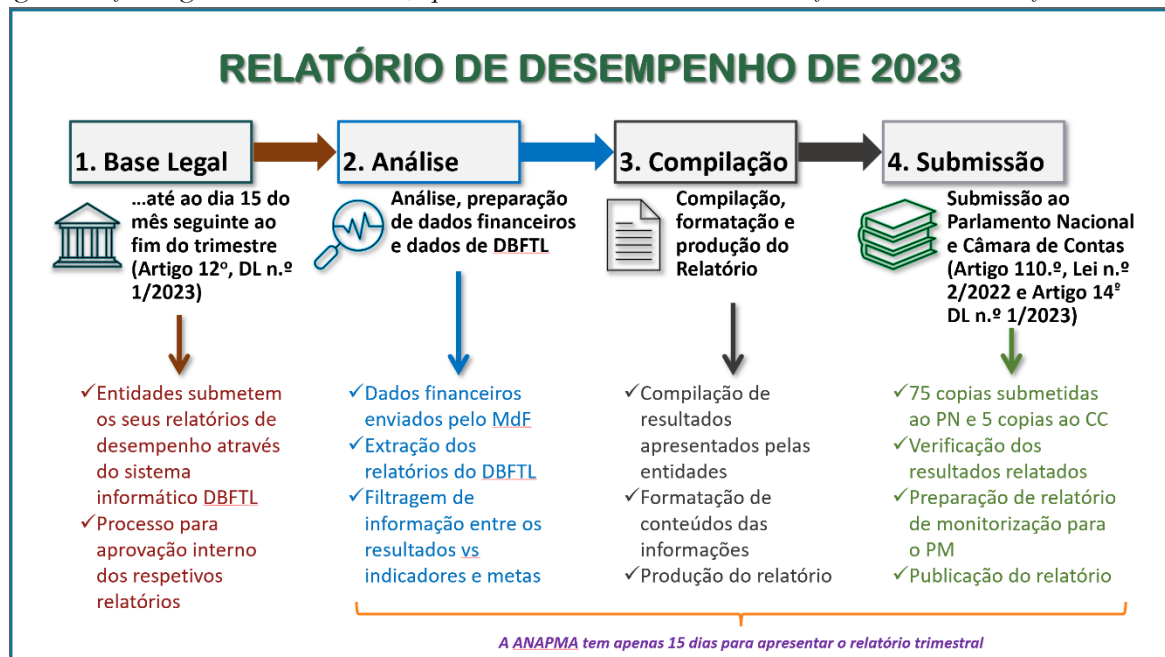 RELATÓRIO DE DESEMPENHO DE 2023
1. Base Legal
...até ao dia 15 do
mês seguinte ao
fim do trimestre
(Artigo 12º, DL n.º
1/2023)
✓Entidades submetem
os seus relatórios de
desempenho através
do sistema
informático DBFTL
✓Processo para
aprovação interno
dos respetivos
relatórios
2. Análise
Análise, preparação
de dados financeiros
e dados de DBFTL
✓Dados financeiros
enviados pelo MdF
✓Extração dos
relatórios do DBFTL
✓Filtragem de
informação entre os
resultados vs
indicadores e metas
3. Compilação
Compilação,
formatação e
produção do
Relatório
✓Compilação de
resultados
apresentados pelas
entidades
✓Formatação de
conteúdos das
informações
✓Produção do relatório
4. Submissão
Submissão ao
Parlamento Nacional
e Câmara de Contas
(Artigo 110.º, Lei n.º
2/2022 e Artigo 14º
DL n.º 1/2023)
✓75 copias submetidas
ao PN e 5 copias ao CC
✓Verificação dos
resultados relatados
✓Preparação de relatório
de monitorização para
o PM
✓Publicação do relatório
A ANAPMA tem apenas 15 dias para apresentar o relatório trimestral